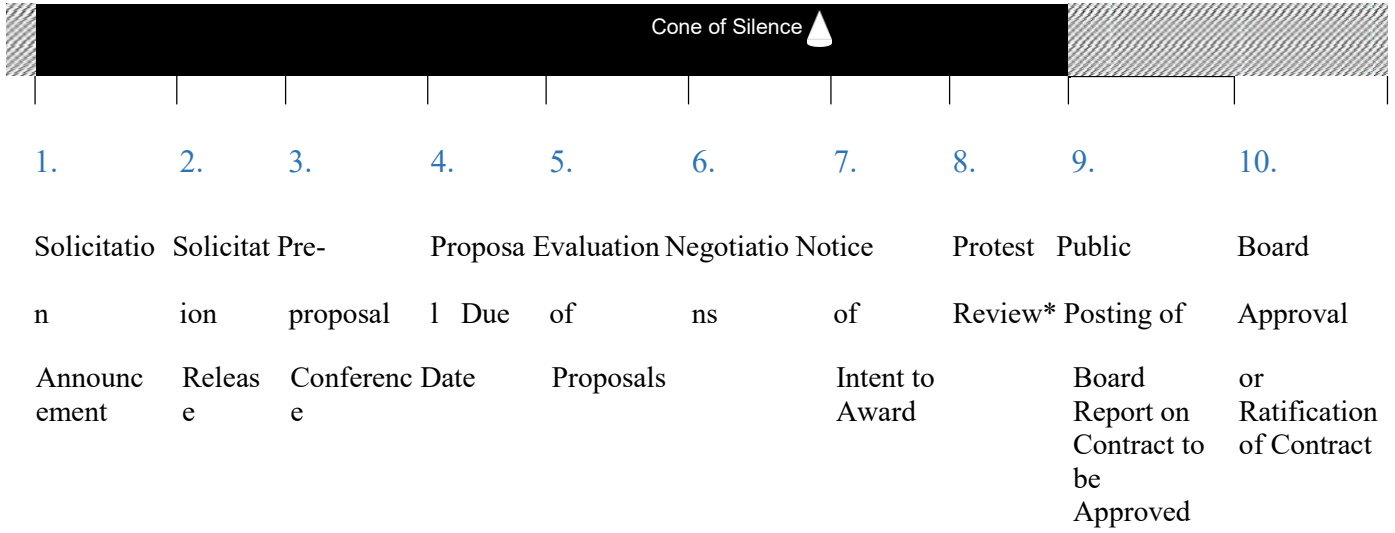 Cone of Silence
1. 2. 3. 4. 5. 6. 7. 8. 9. 10.
Solicitatio Solicitat Pre- Proposa Evaluation Negotiatio Notice Protest Public Board
n ion proposal l Due of ns of Review* Posting of Approval
Announc Releas Conferenc Date Proposals Intent to Board or
ement e e Award Report on Ratification
Contract to of Contract
be
Approved